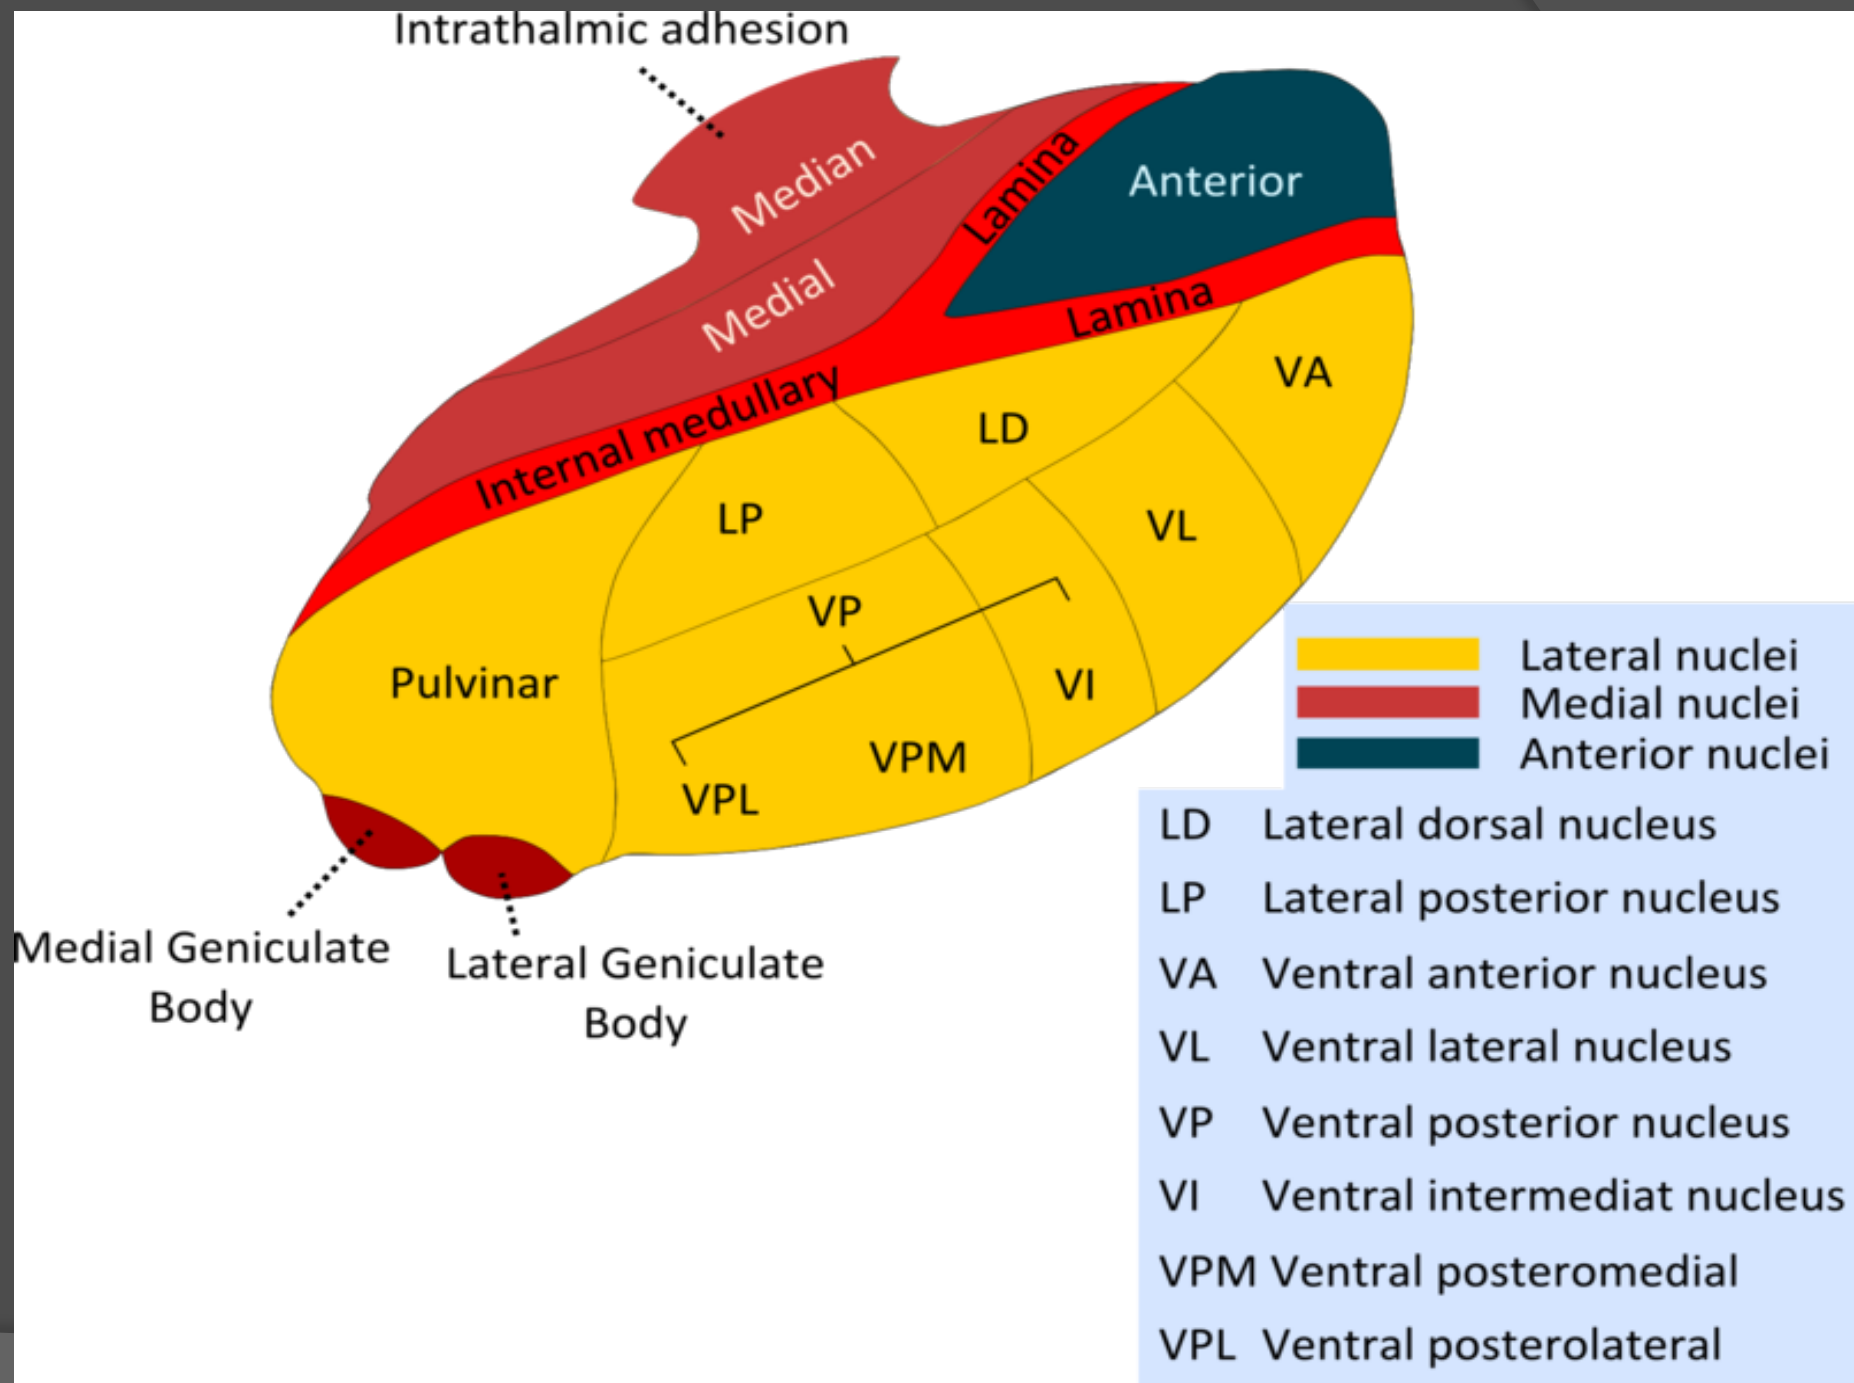 Intrathalmic adhesion
Median
Medial
Lamina
Anterior
Lamina
Internal medullary
VA
LD
LP
VL
VP
VI
Pulvinar
VPM
VPL
Medial Geniculate
Body
Lateral Geniculate
Body
Lateral nuclei
Medial nuclei
Anterior nuclei
LD Lateral dorsal nucleus
LP Lateral posterior nucleus
VA Ventral anterior nucleus
VL Ventral lateral nucleus
VP Ventral posterior nucleus
VI Ventral intermediat nucleus
VPM Ventral posteromedial
VPL Ventral posterolateral